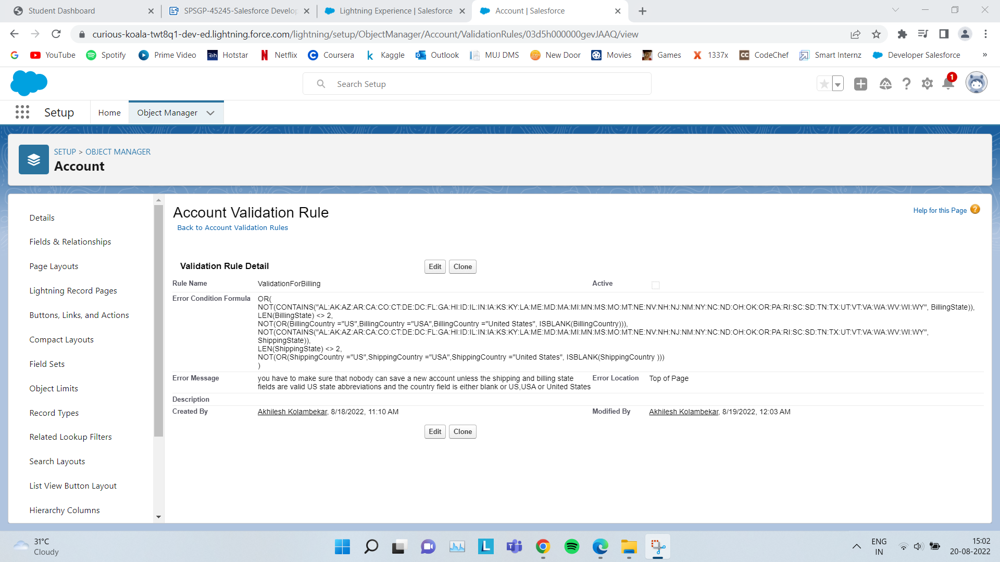 Student Dashboard
SPSGP-45245-Salesforce Develop
Lightning Experience | Salesforce
Account | Salesforce
curious-koala-twt8q1-dev-ed.lightning.force.com/lightning/setup/ObjectManager/Account/ValidationRules/03d5h000000gevJAAQ/view
YouTube
Spotify
Prime Video
Hotstar
Netflix
Coursera
Kaggle
Outlook
MUJ DMS
New Door
Movies
Games
1337x
CodeChef
Smart Internz
Developer Salesforce
»
Search Setup
1
Setup
Home
Object Manager
SETUP > OBJECT MANAGER
Account
Details
Fields & Relationships
Page Layouts
Lightning Record Pages
Buttons, Links, and Actions
Compact Layouts
Field Sets
Object Limits
Record Types
Related Lookup Filters
Search Layouts
List View Button Layout
Hierarchy Columns
Account Validation Rule
Help for this Page
Back to Account Validation Rules
Validation Rule Detail
Edit Clone
Rule Name ValidationForBilling Active
Error Condition Formula OR(
NOT(CONTAINS("AL:AK:AZ:AR:CA:CO:CT:DE:DC:FL:GA:HI:ID:IL:IN:IA:KS:KY:LA:ME:MD:MA:MI:MN:MS:MO:MT:NE:NV:NH:NJ:NM:NY:NC:ND:OH:OK:OR:PA:RI:SC:SD:TN:TX:UT:VT:VA:WA:WV:WI:WY", BillingState)),
LEN(BillingState) <> 2,
NOT(OR(BillingCountry ="US",BillingCountry ="USA",BillingCountry ="United States", ISBLANK(BillingCountry))),
NOT(CONTAINS("AL:AK:AZ:AR:CA:CO:CT:DE:DC:FL:GA:HI:ID:IL:IN:IA:KS:KY:LA:ME:MD:MA:MI:MN:MS:MO:MT:NE:NV:NH:NJ:NM:NY:NC:ND:OH:OK:OR:PA:RI:SC:SD:TN:TX:UT:VT:VA:WA:WV:WI:WY",
ShippingState)),
LEN(ShippingState) <> 2,
NOT(OR(ShippingCountry ="US",ShippingCountry ="USA",ShippingCountry ="United States", ISBLANK(ShippingCountry )))
)
Error Message you have to make sure that nobody can save a new account unless the shipping and billing state
fields are valid US state abbreviations and the country field is either blank or US,USA or United States
Error Location Top of Page
Description
Created By Akhilesh Kolambekar, 8/18/2022, 11:10 AM
Modified By Akhilesh Kolambekar, 8/19/2022, 12:03 AM
Edit Clone
31°C
Cloudy
ENG
IN
15:02
20-08-2022